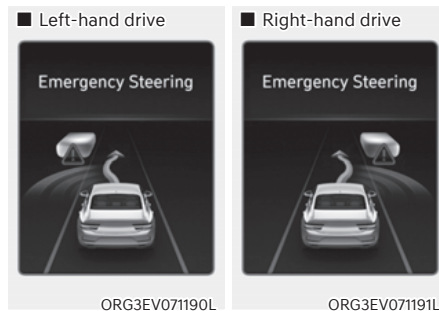 ■ Left-hand drive
Emergency Steering
ORG3EV071190L
■ Right-hand drive
Emergency Steering
ORG3EV071191L